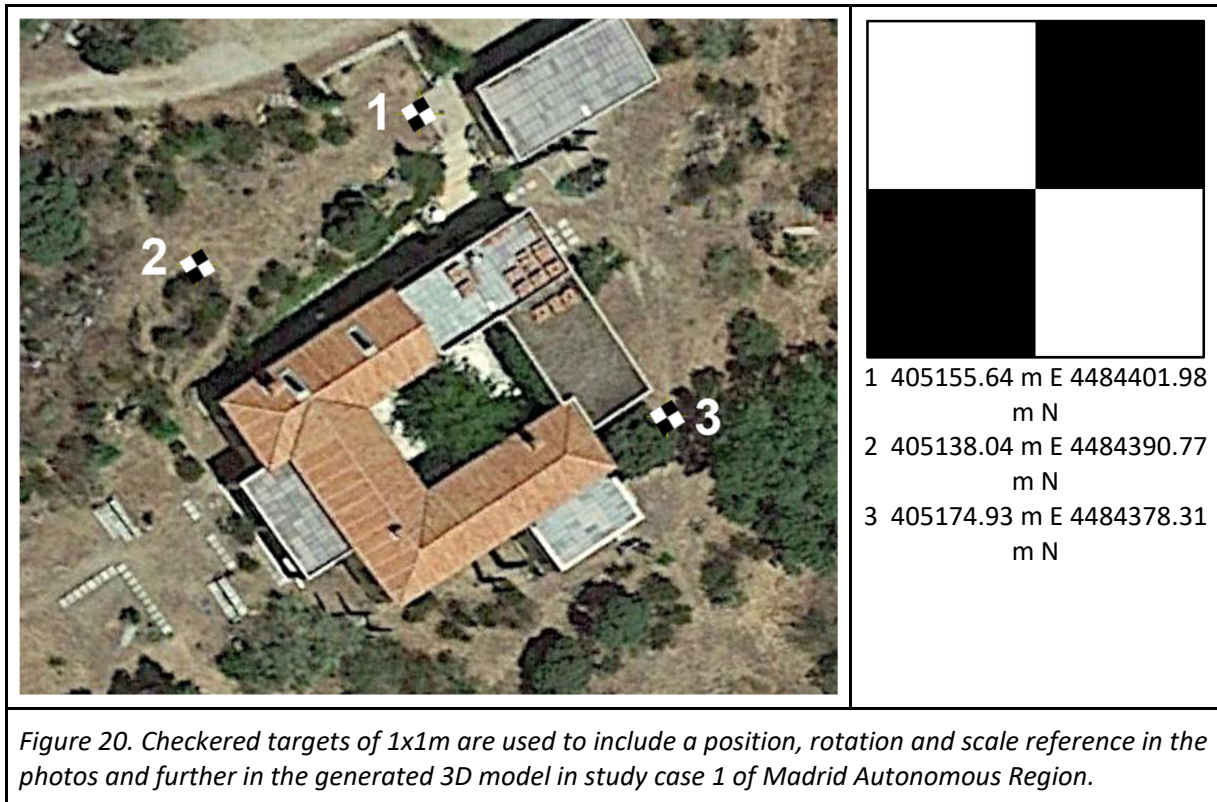 1
2
3
1 405155.64 m E 4484401.98
m N
2 405138.04 m E 4484390.77
m N
3 405174.93 m E 4484378.31
m N
Figure 20. Checkered targets of 1x1m are used to include a position, rotation and scale reference in the
photos and further in the generated 3D model in study case 1 of Madrid Autonomous Region.